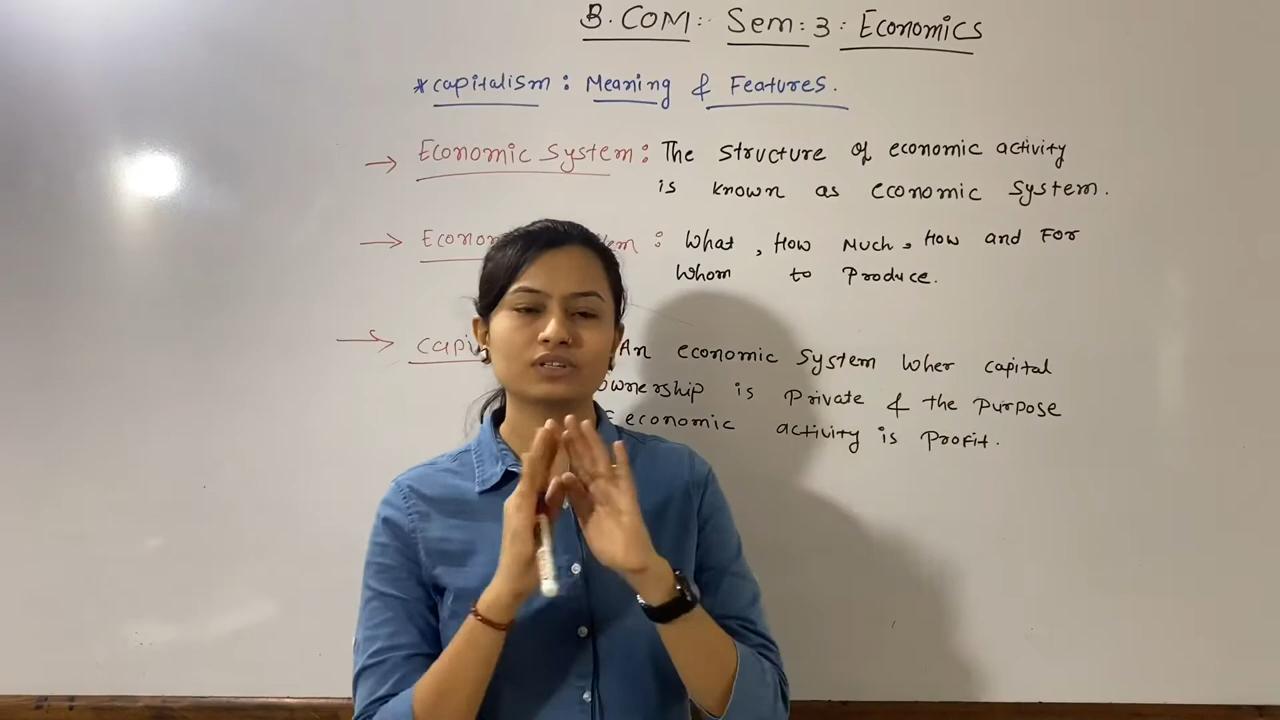 B. COM: Sem: 3: Economics
* capitalism: Meaning & Features.
→ Economic System: The structure of economic activity
is known as economic system.
→ : What, How Much, How and For
Whom to Produce.
→ An economic system wher capital
ownership is Private & the Purpose
economic activity is Profit.